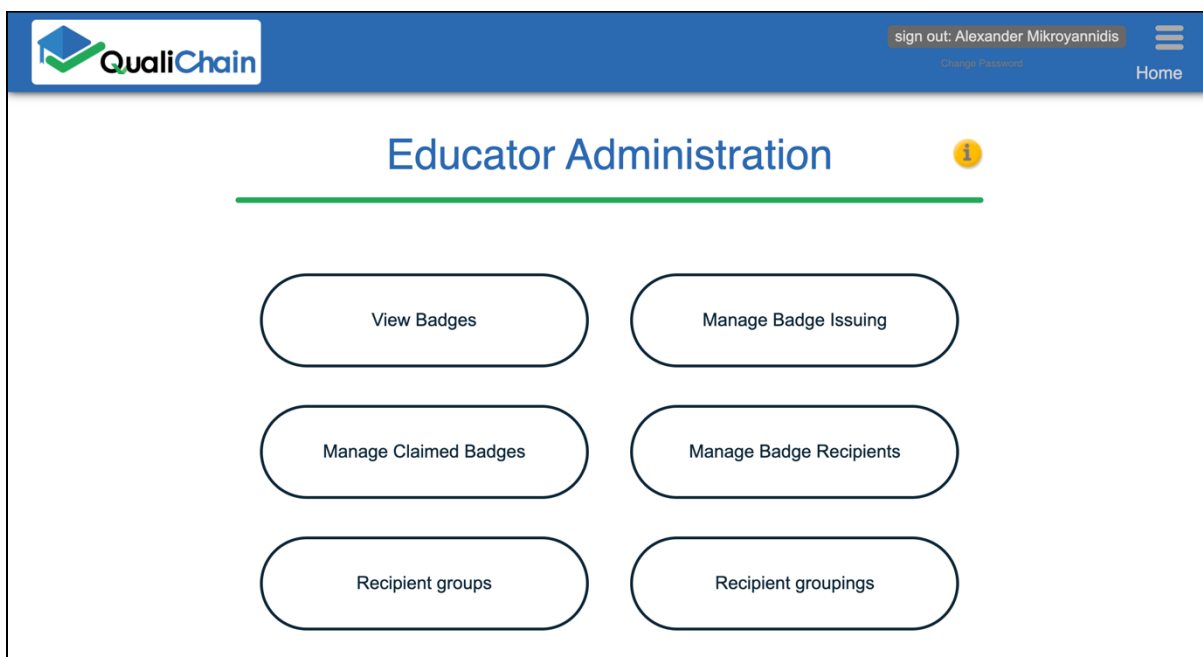 QualiChain
sign out: Alexander Mikroyannidis
Change Password
Home
Educator Administration
i
View Badges
Manage Badge Issuing
Manage Claimed Badges
Manage Badge Recipients
Recipient groups
Recipient groupings